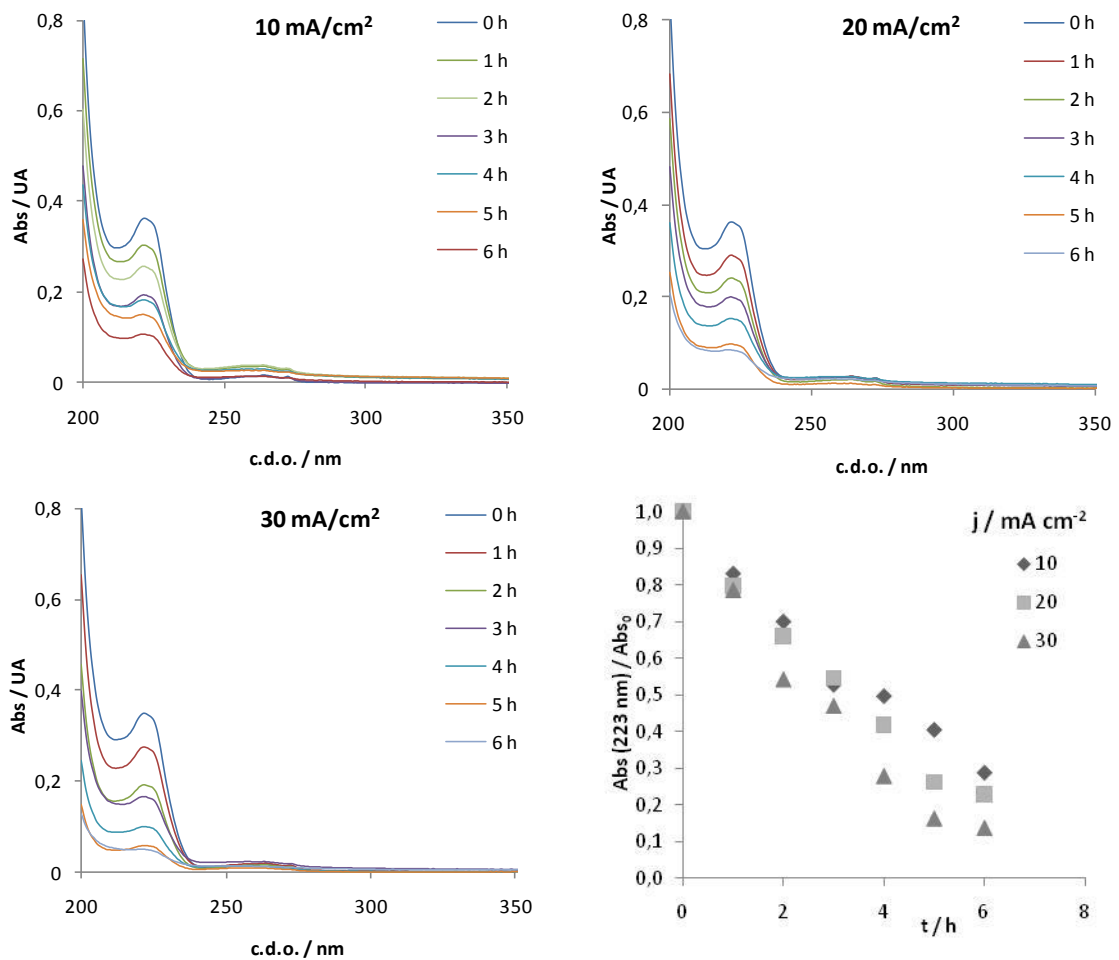 10 mA/cm²
0,8
0,6
0,4
0,2
0
Abs / UA
200
250
300
350
c.d.o. / nm
0 h
1 h
2 h
3 h
4 h
5 h
6 h
20 mA/cm²
0,8
0,6
0,4
0,2
0
Abs / UA
200
250
300
350
c.d.o. / nm
0 h
1 h
2 h
3 h
4 h
5 h
6 h
30 mA/cm²
0,8
0,6
0,4
0,2
0
Abs / UA
200
250
300
350
c.d.o. / nm
0 h
1 h
2 h
3 h
4 h
5 h
6 h
j / mA cm⁻²
10
20
30
1,0
0,9
0,8
0,7
0,6
0,5
0,4
0,3
0,2
0,1
0,0
Abs (223 nm) / Abs₀
0
2
4
6
8
t / h